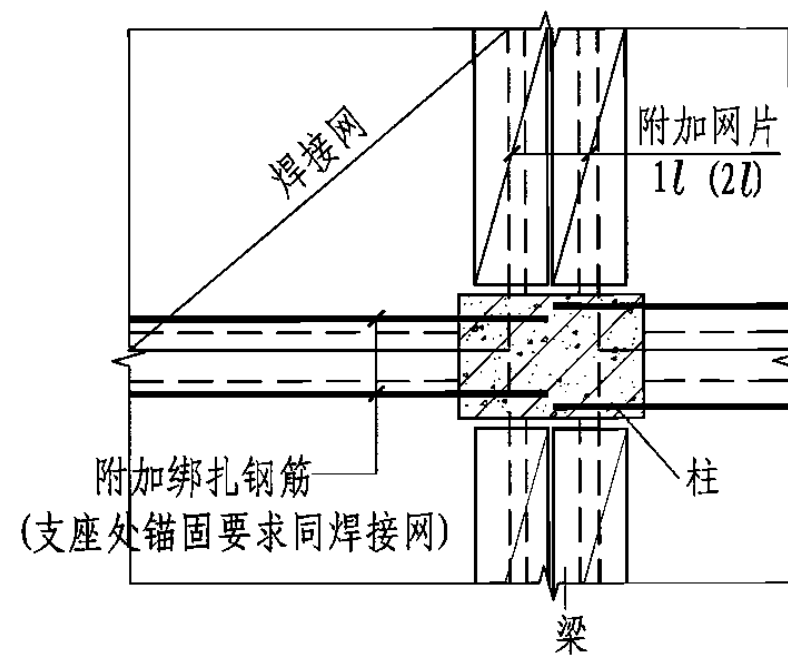 焊接网
附加网片
1l (2l)
附加绑扎钢筋
(支座处锚固要求同焊接网)
柱
梁